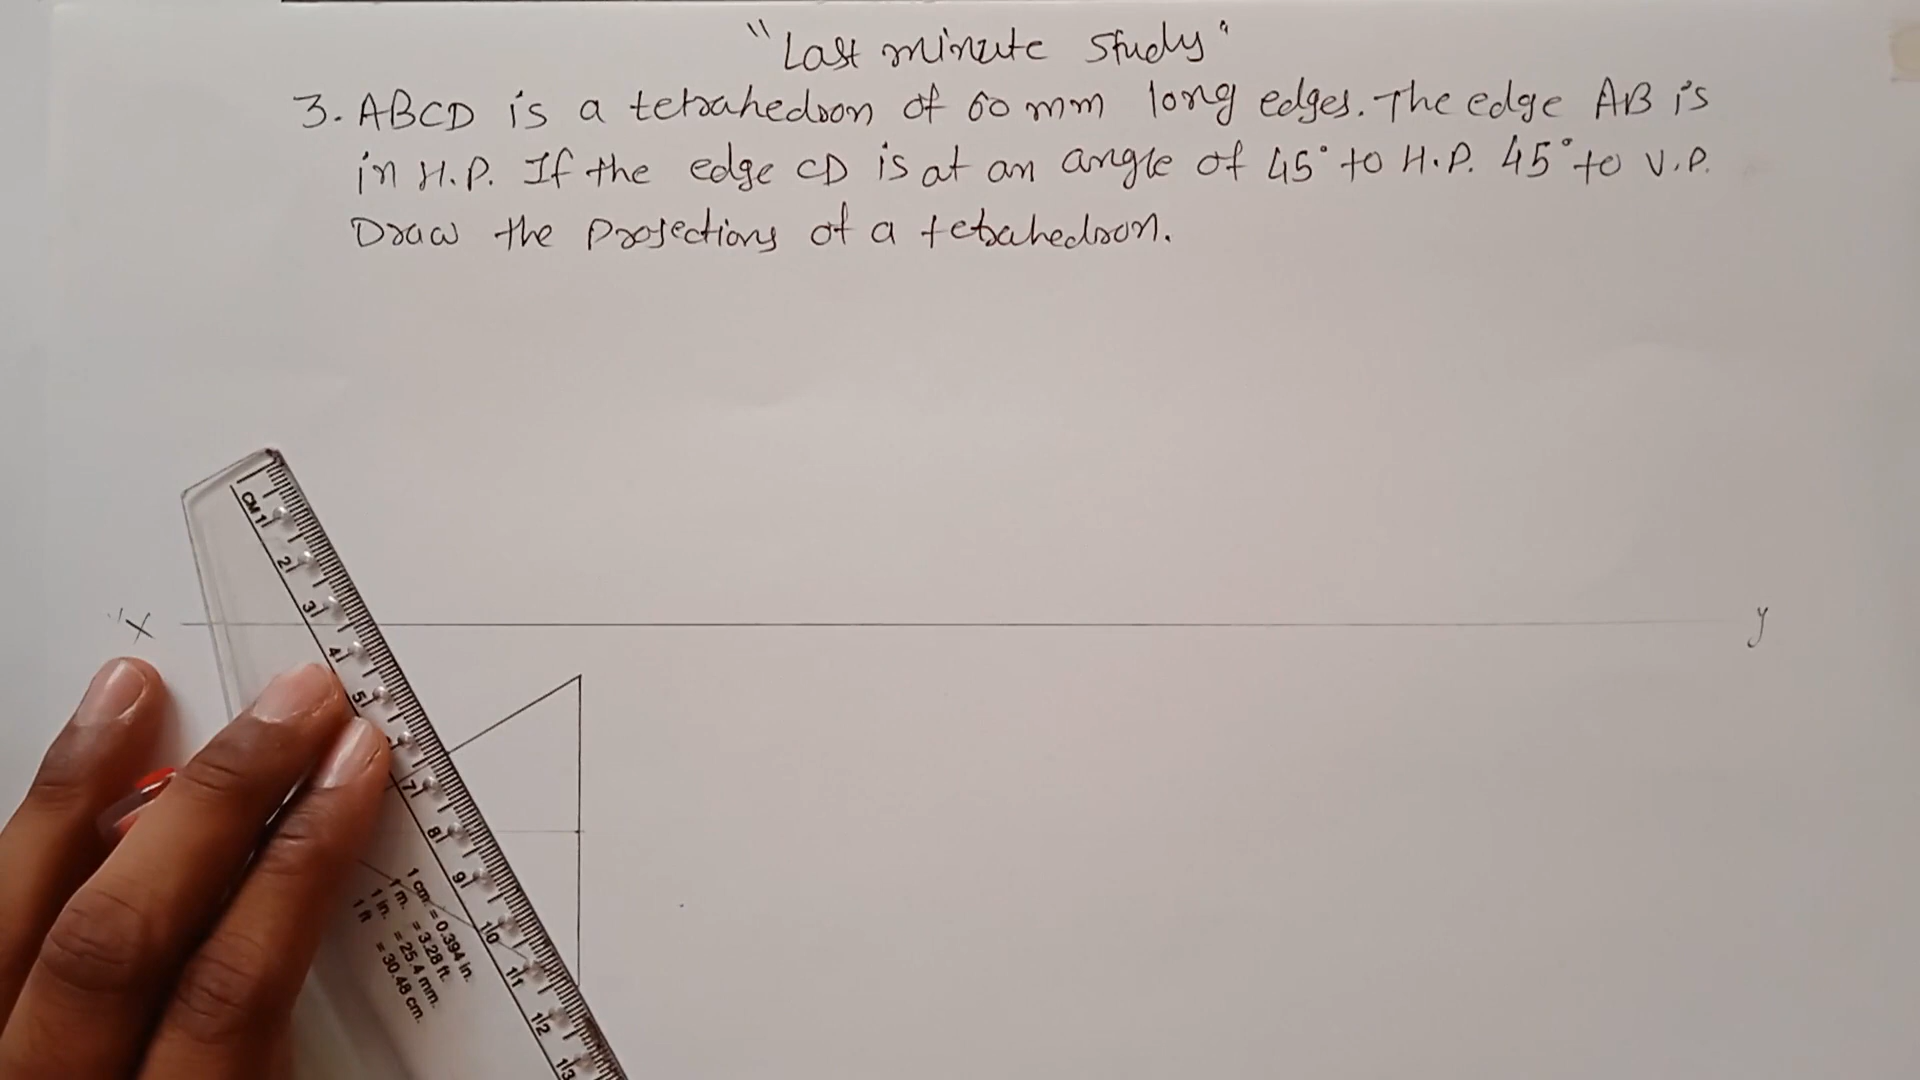 "Last minute study"
3. ABCD is a tetrahedron of 60 mm long edges. The edge AB is
in H.P. If the edge CD is at an angle of 45° to H.P. 45° to V.P.
Draw the Projections of a tetrahedron.
X
y
CM 1 2 3 4 5 7 8 9 10 11 12 13
1 cm. = 0.394 in.
1 m. = 3.28 ft.
1 in. = 25.4 mm.
1 ft = 30.48 cm.